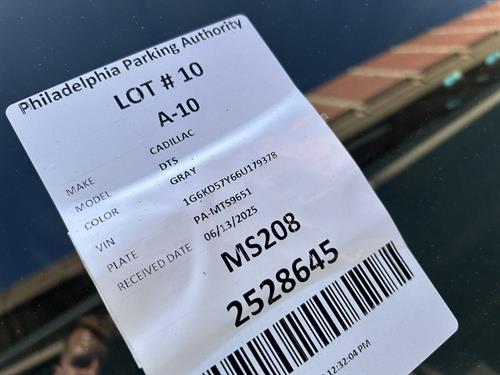 Philadelphia Parking Authority
LOT # 10
A-10
MAKE CADILLAC
MODEL DTS
COLOR GRAY
VIN 1G6KD57Y66U179378
PLATE PA-MTS9651
RECEIVED DATE 06/13/2025
MS208
2528645
12:32:04 PM